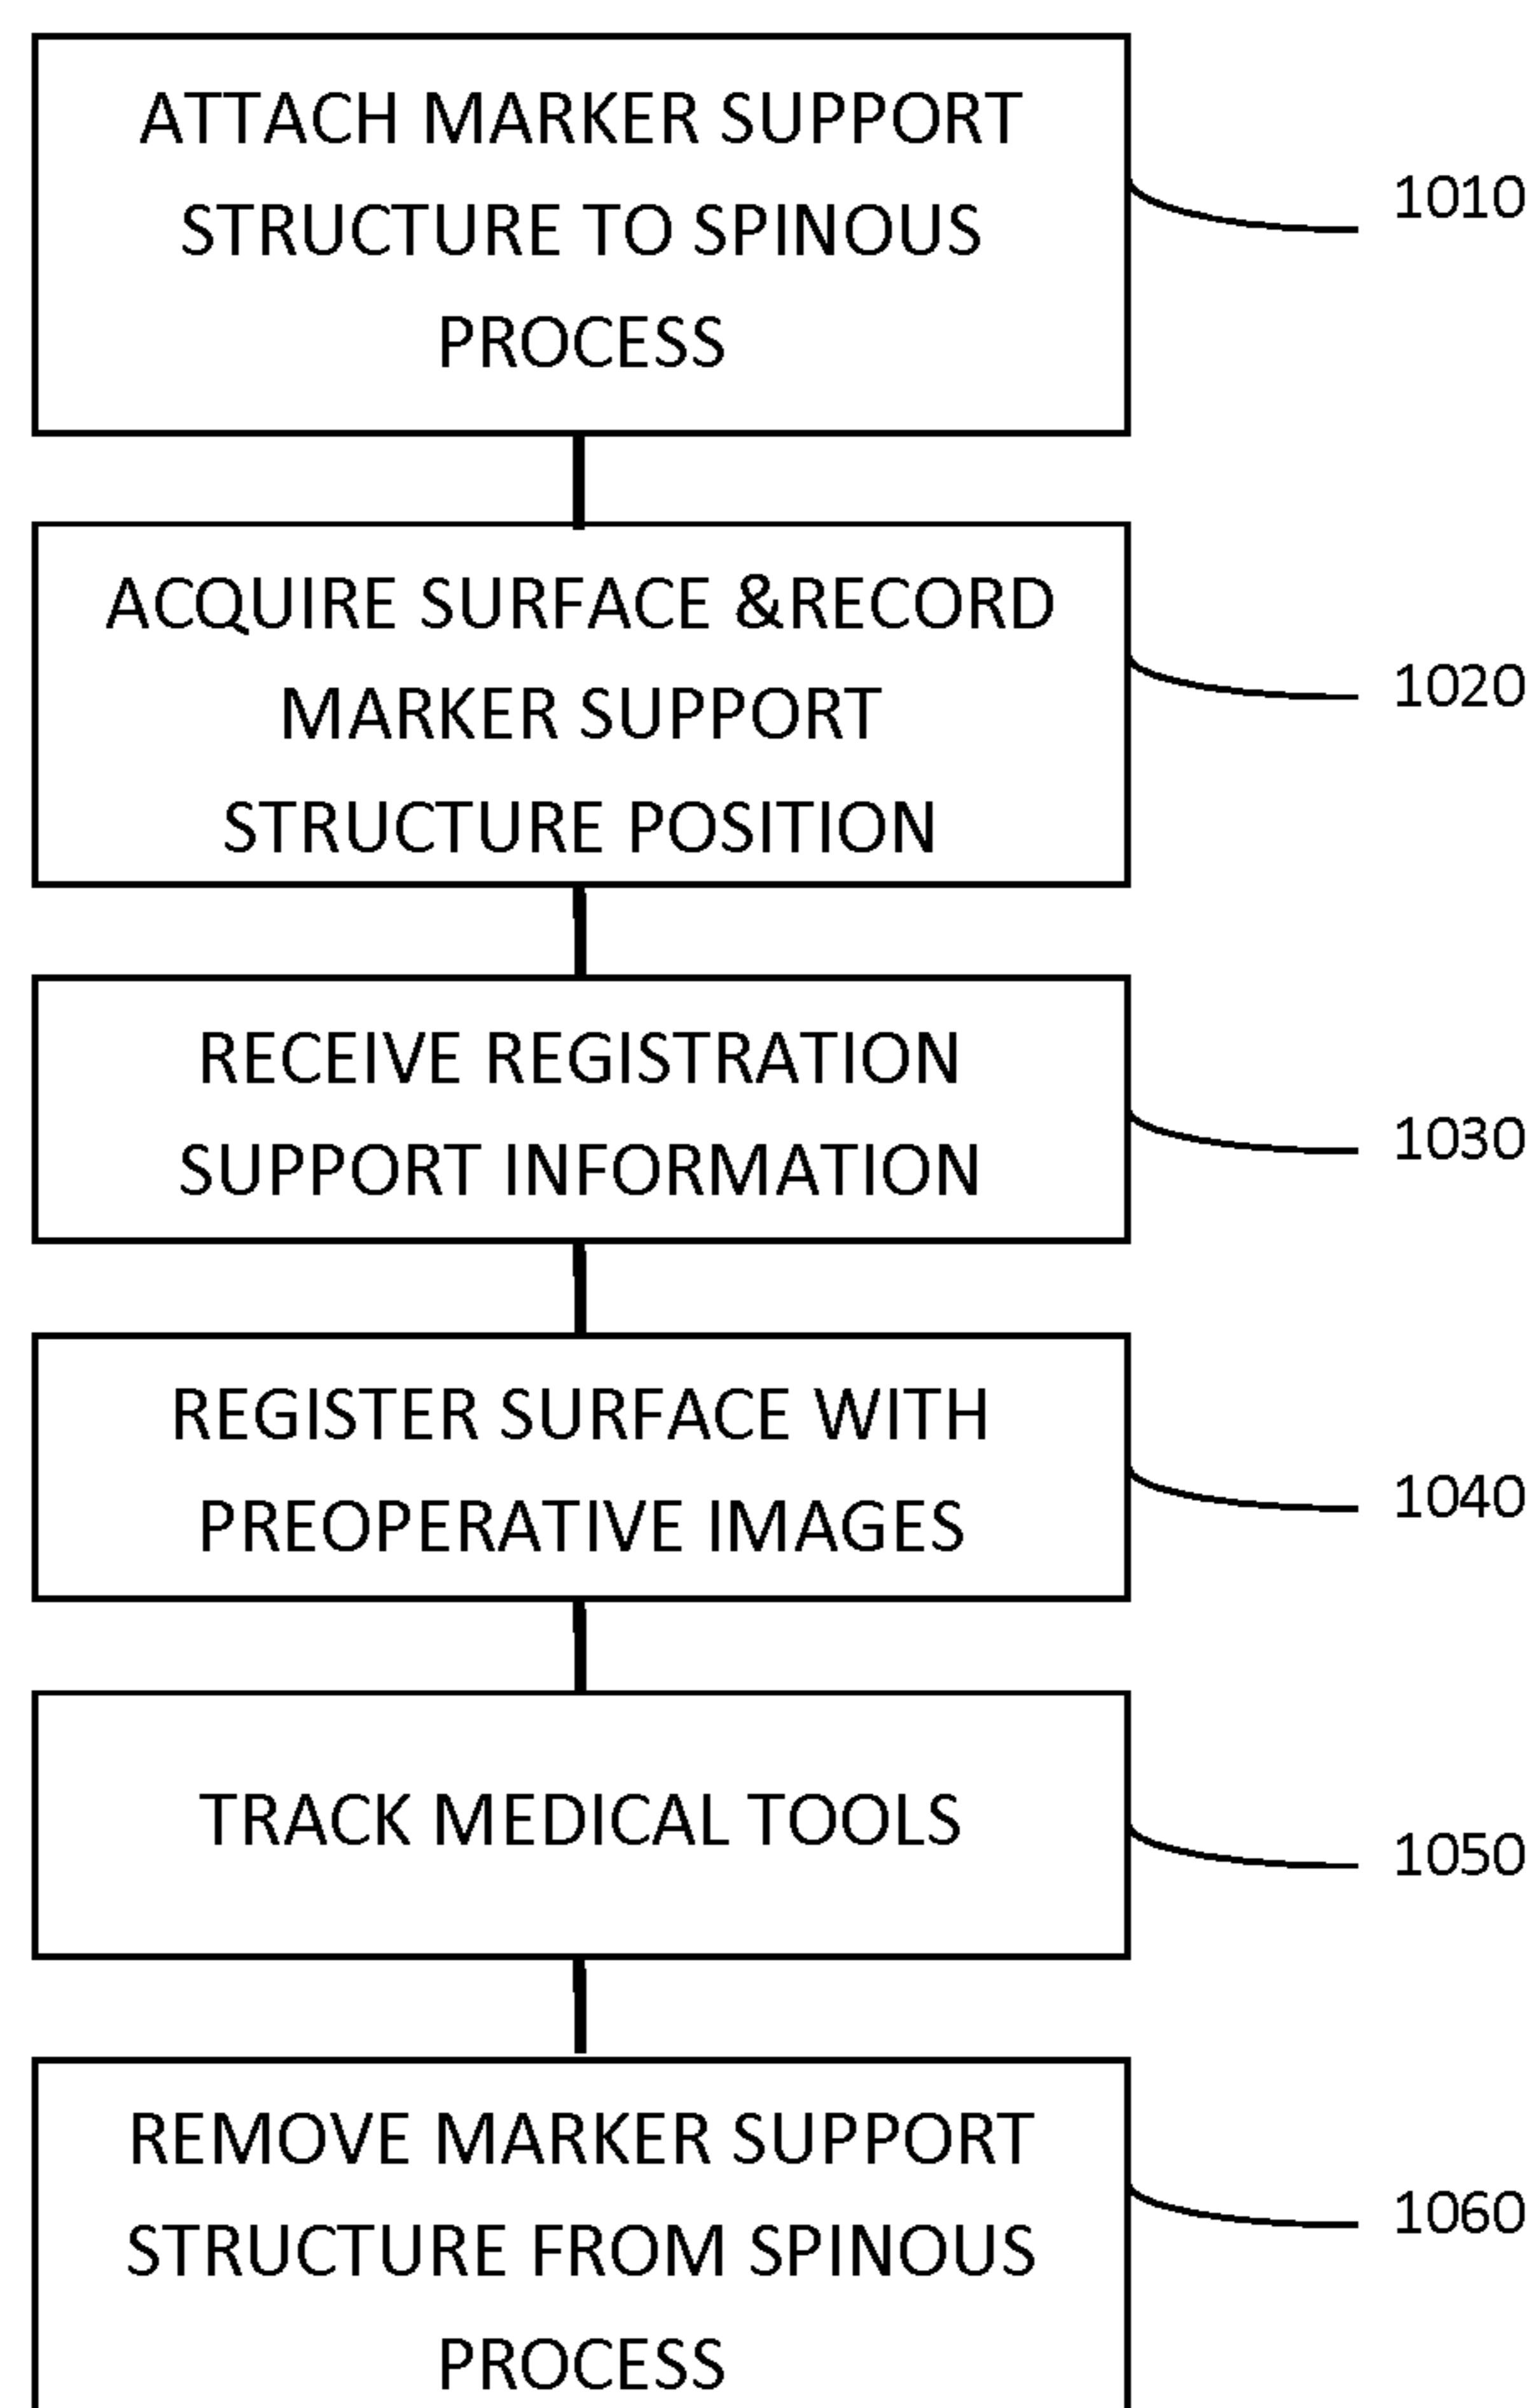 ATTACH MARKER SUPPORT
STRUCTURE TO SPINOUS
PROCESS
1010
ACQUIRE SURFACE &RECORD
MARKER SUPPORT
STRUCTURE POSITION
1020
RECEIVE REGISTRATION
SUPPORT INFORMATION
1030
REGISTER SURFACE WITH
PREOPERATIVE IMAGES
1040
TRACK MEDICAL TOOLS
1050
REMOVE MARKER SUPPORT
STRUCTURE FROM SPINOUS
PROCESS
1060